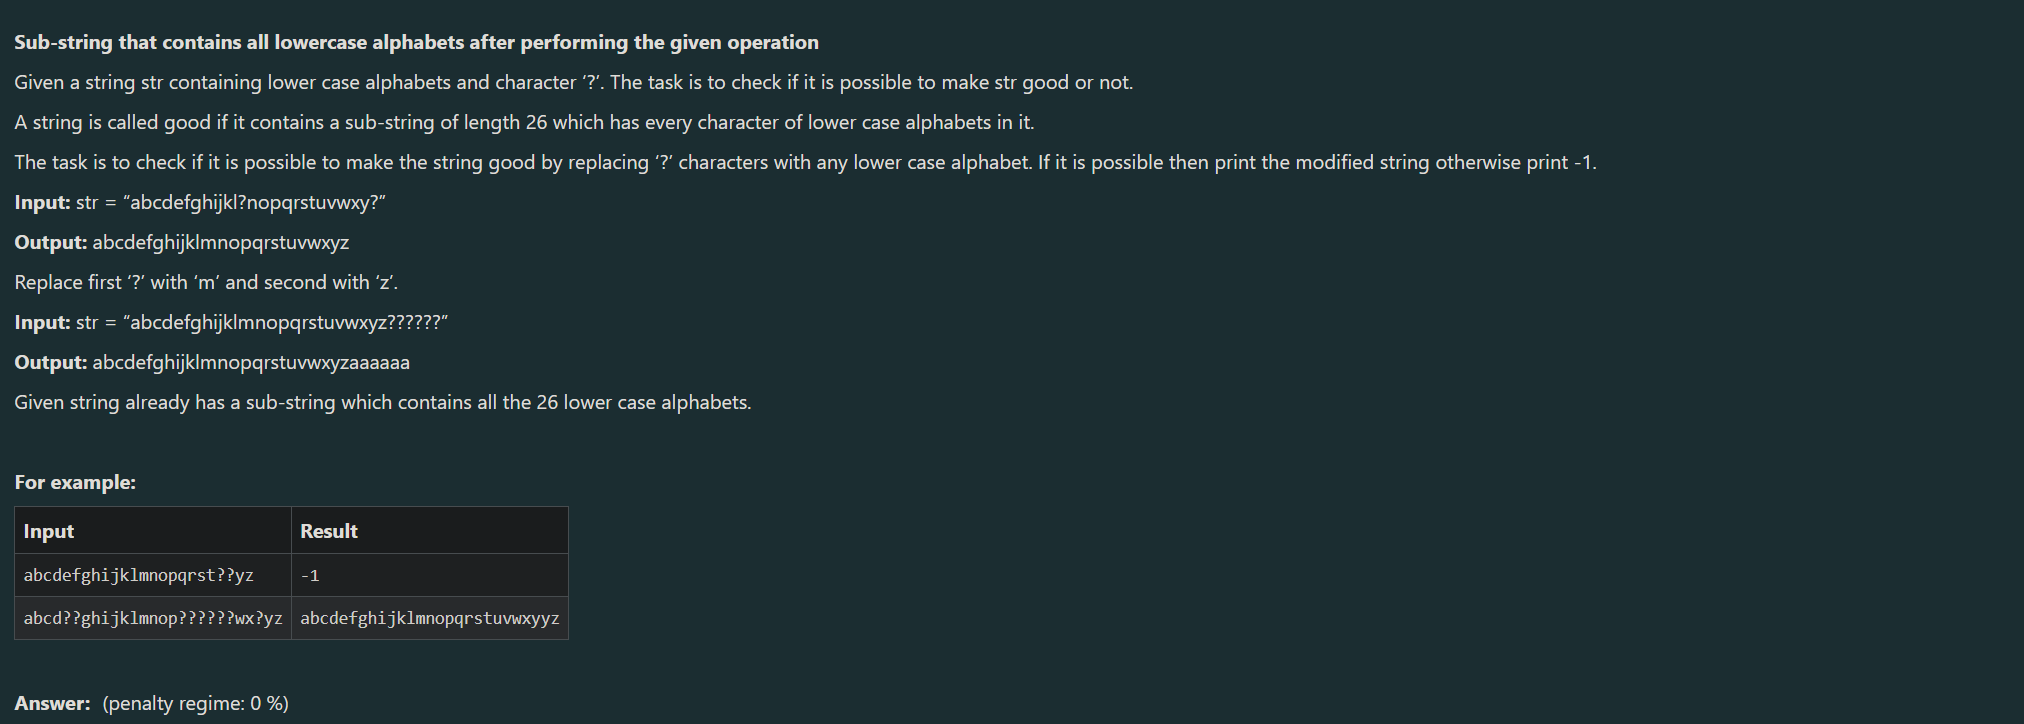 Sub-string that contains all lowercase alphabets after performing the given operation
Given a string str containing lower case alphabets and character ‘?’. The task is to check if it is possible to make str good or not.
A string is called good if it contains a sub-string of length 26 which has every character of lower case alphabets in it.
The task is to check if it is possible to make the string good by replacing ‘?’ characters with any lower case alphabet. If it is possible then print the modified string otherwise print -1.
Input: str = “abcdefghijkl?nopqrstuvwxy?”
Output: abcdefghijklmnopqrstuvwxyz
Replace first ‘?’ with ‘m’ and second with ‘z’.
Input: str = “abcdefghijklmnopqrstuvwxyz??????”
Output: abcdefghijklmnopqrstuvwxyzaaaaaa
Given string already has a sub-string which contains all the 26 lower case alphabets.
For example:
Input Result
abcdefghijklmnopqrst??yz -1
abcd??ghijklmnop??????wx?yz abcdefghijklmnopqrstuvwxyyz
Answer: (penalty regime: 0 %)